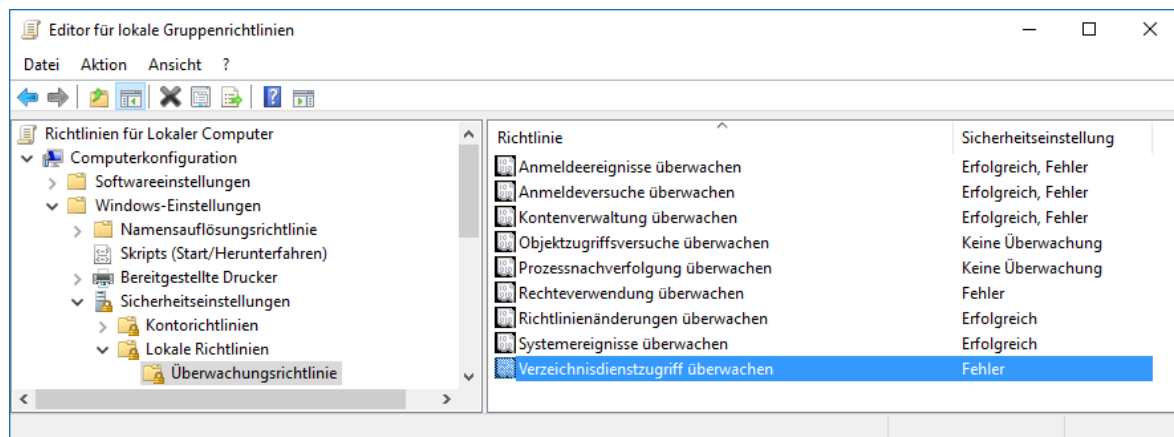 Editor für lokale Gruppenrichtlinien
Datei Aktion Ansicht ?
Richtlinien für Lokaler Computer
Computerkonfiguration
Softwareeinstellungen
Windows-Einstellungen
Namensauflösungsrichtlinie
Skripts (Start/Herunterfahren)
Bereitgestellte Drucker
Sicherheitseinstellungen
Kontorichtlinien
Lokale Richtlinien
Überwachungsrichtlinie
Richtlinie Sicherheitseinstellung
Anmeldeereignisse überwachen Erfolgreich, Fehler
Anmeldeversuche überwachen Erfolgreich, Fehler
Kontenverwaltung überwachen Erfolgreich, Fehler
Objektzugriffsversuche überwachen Keine Überwachung
Prozessnachverfolgung überwachen Keine Überwachung
Rechteverwendung überwachen Fehler
Richtlinienänderungen überwachen Erfolgreich
Systemereignisse überwachen Erfolgreich
Verzeichnisdienstzugriff überwachen Fehler